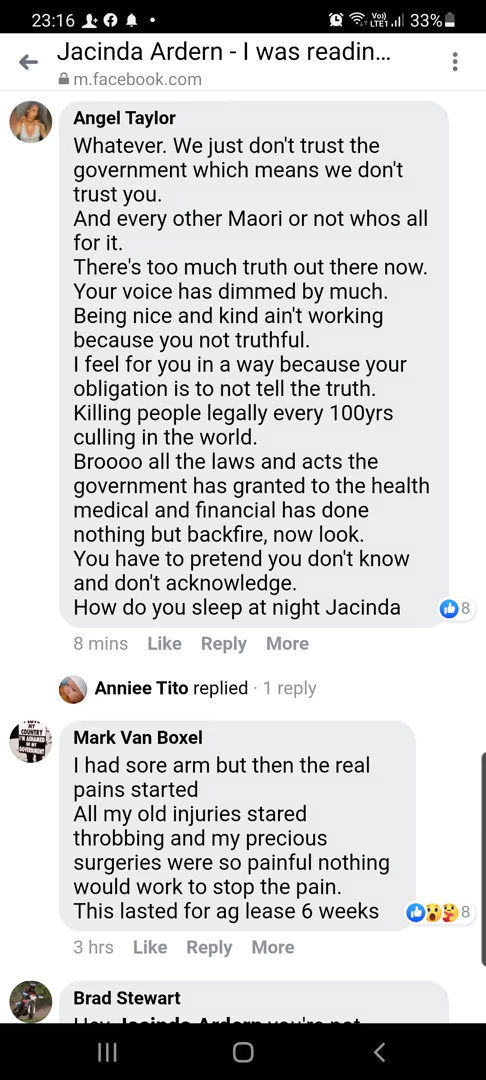 23:16
Vo))
LTE1
33%
Jacinda Ardern - I was readin...
m.facebook.com
Angel Taylor
Whatever. We just don't trust the
government which means we don't
trust you.
And every other Maori or not whos all
for it.
There's too much truth out there now.
Your voice has dimmed by much.
Being nice and kind ain't working
because you not truthful.
I feel for you in a way because your
obligation is to not tell the truth.
Killing people legally every 100yrs
culling in the world.
Broooo all the laws and acts the
government has granted to the health
medical and financial has done
nothing but backfire, now look.
You have to pretend you don't know
and don't acknowledge.
How do you sleep at night Jacinda
8
8 mins Like Reply More
Anniee Tito replied · 1 reply
COUNTRY
I'M ASHAMED
OF MY
GOVERNMENT
Mark Van Boxel
I had sore arm but then the real
pains started
All my old injuries stared
throbbing and my precious
surgeries were so painful nothing
would work to stop the pain.
This lasted for ag lease 6 weeks
8
3 hrs Like Reply More
Brad Stewart
Hey Jacinda Ardern you're not